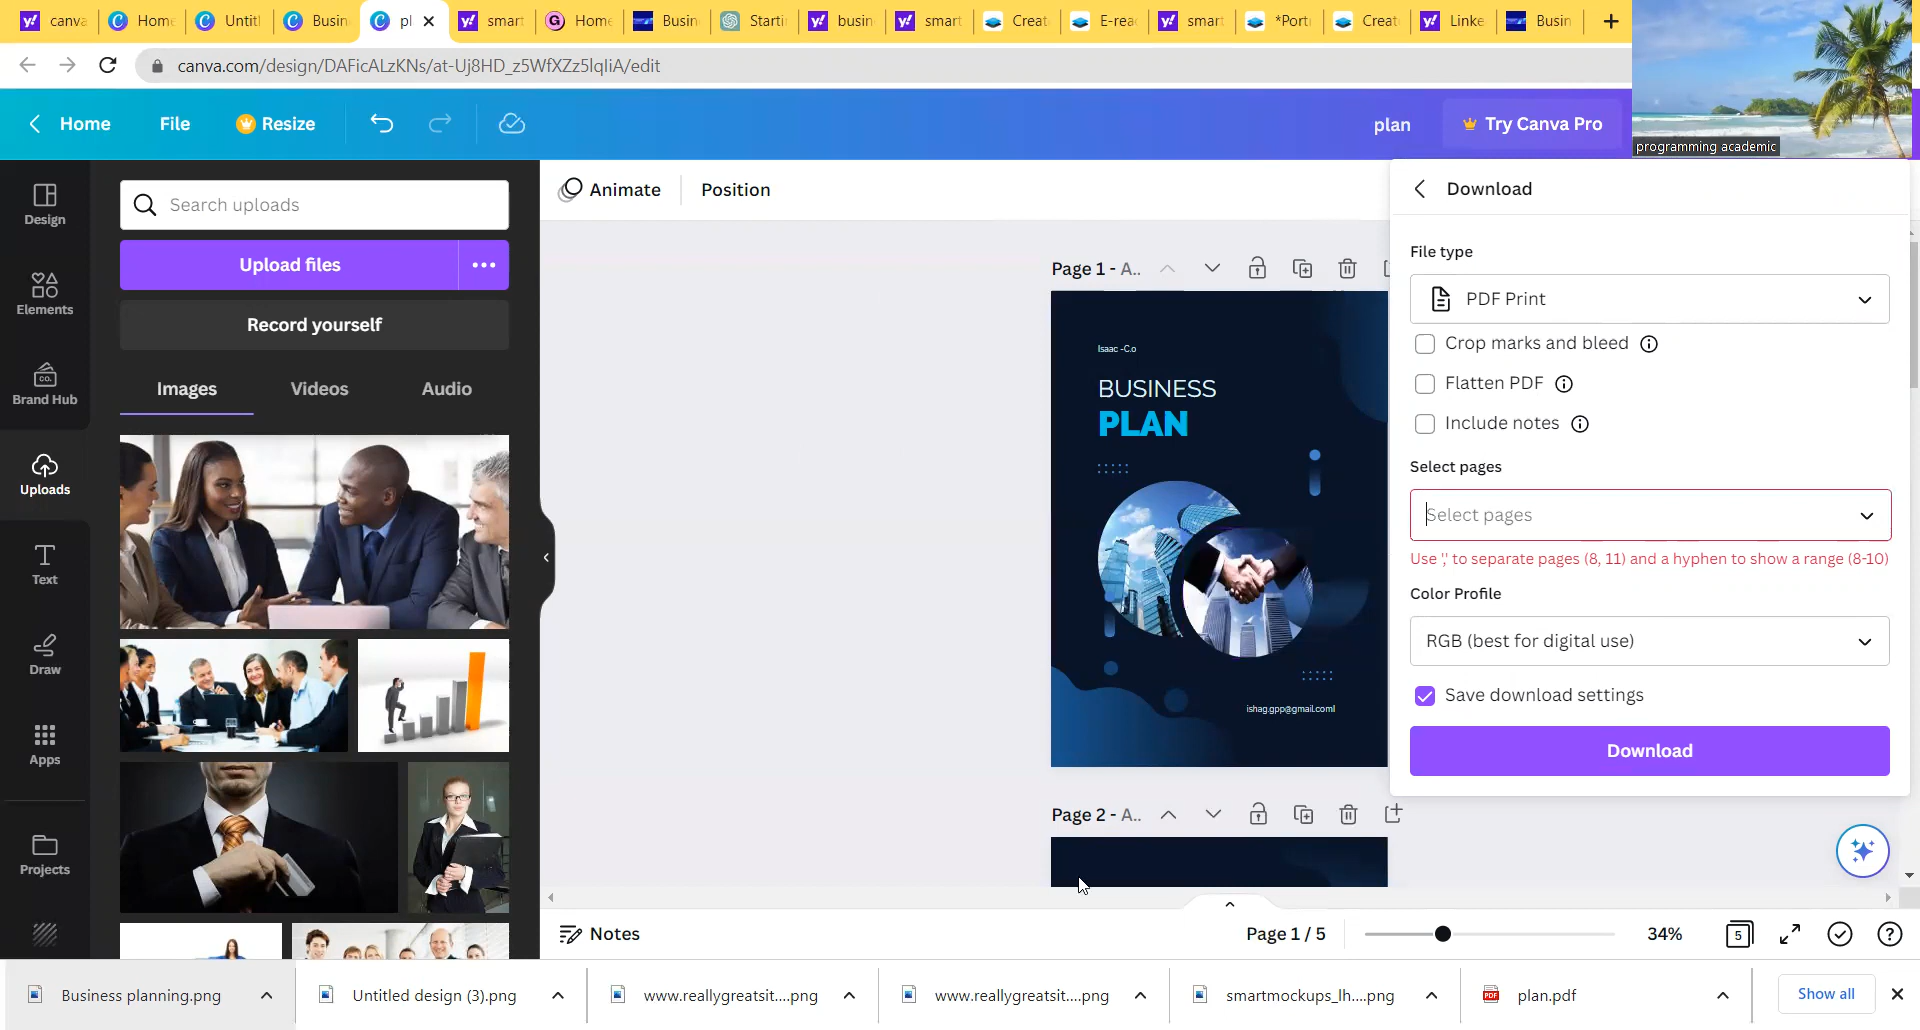 canva
Home
Untitl
Busin
pl
smart
Home
Busin
Startin
busin
smart
Creat
E-rea
smart
*Port
Creat
Linke
Busin
canva.com/design/DAFicALzKNs/at-Uj8HD_z5WfXZz5lqliA/edit
programming academic
Home
File
Resize
plan
Try Canva Pro
Design
Elements
Brand Hub
Uploads
Text
Draw
Apps
Projects
Search uploads
Upload files
Record yourself
Images
Videos
Audio
Animate
Position
Page 1 - A..
Isaac -C.o
BUSINESS
PLAN
ishag.gpp@gmail.coml
Page 2 - A..
Download
File type
PDF Print
Crop marks and bleed
Flatten PDF
Include notes
Select pages
Select pages
Use ',' to separate pages (8, 11) and a hyphen to show a range (8-10)
Color Profile
RGB (best for digital use)
Save download settings
Download
Notes
Page 1 / 5
34%
5
Business planning.png
Untitled design (3).png
www.reallygreatsit....png
www.reallygreatsit....png
smartmockups_lh....png
PDF
plan.pdf
Show all